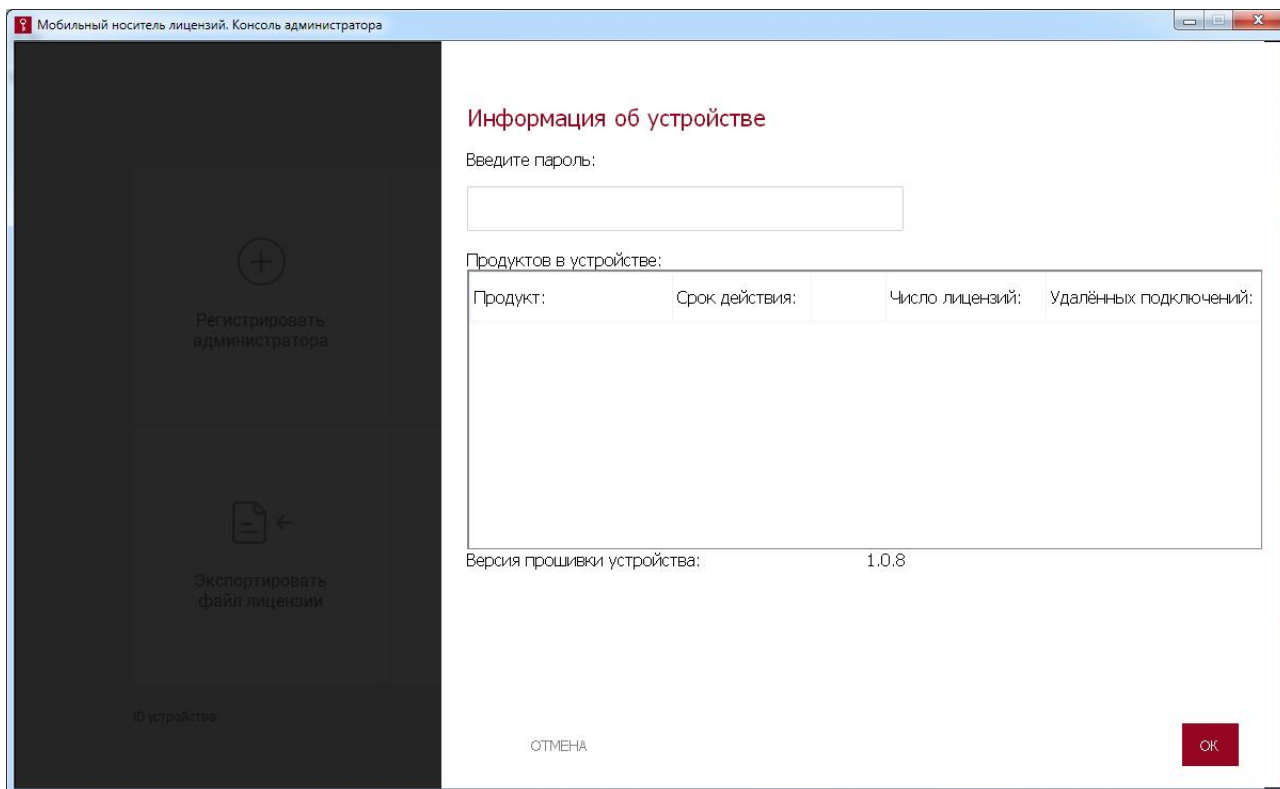 Мобильный носитель лицензий. Консоль администратора
Информация об устройстве
Введите пароль:
Продуктов в устройстве:
Продукт: Срок действия: Число лицензий: Удалённых подключений:
Версия прошивки устройства: 1.0.8
Регистрировать
администратора
Экспортировать
файл лицензии
ID устройства:
ОТМЕНА
ОК